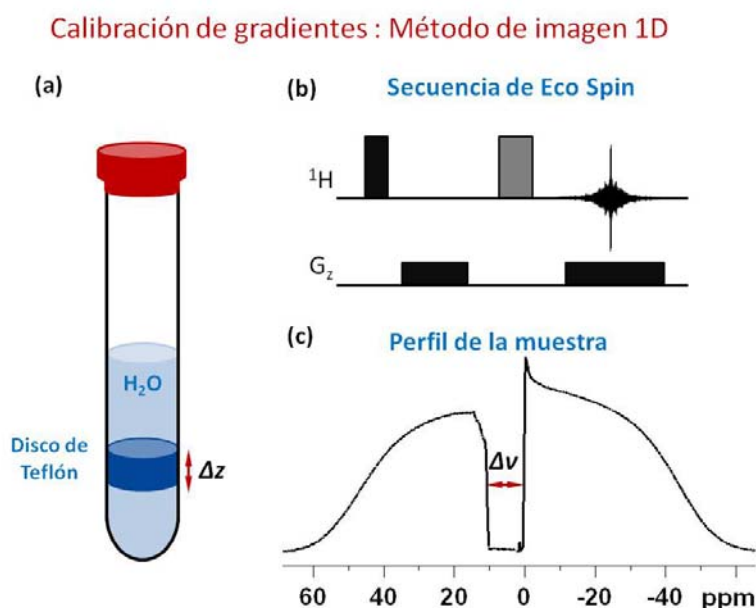 Calibración de gradientes : Método de imagen 1D
(a)
H₂O
Disco de
Teflón
Δz
(b)
Secuencia de Eco Spin
¹H
G_z
(c)
Perfil de la muestra
Δν
60 40 20 0 -20 -40 ppm